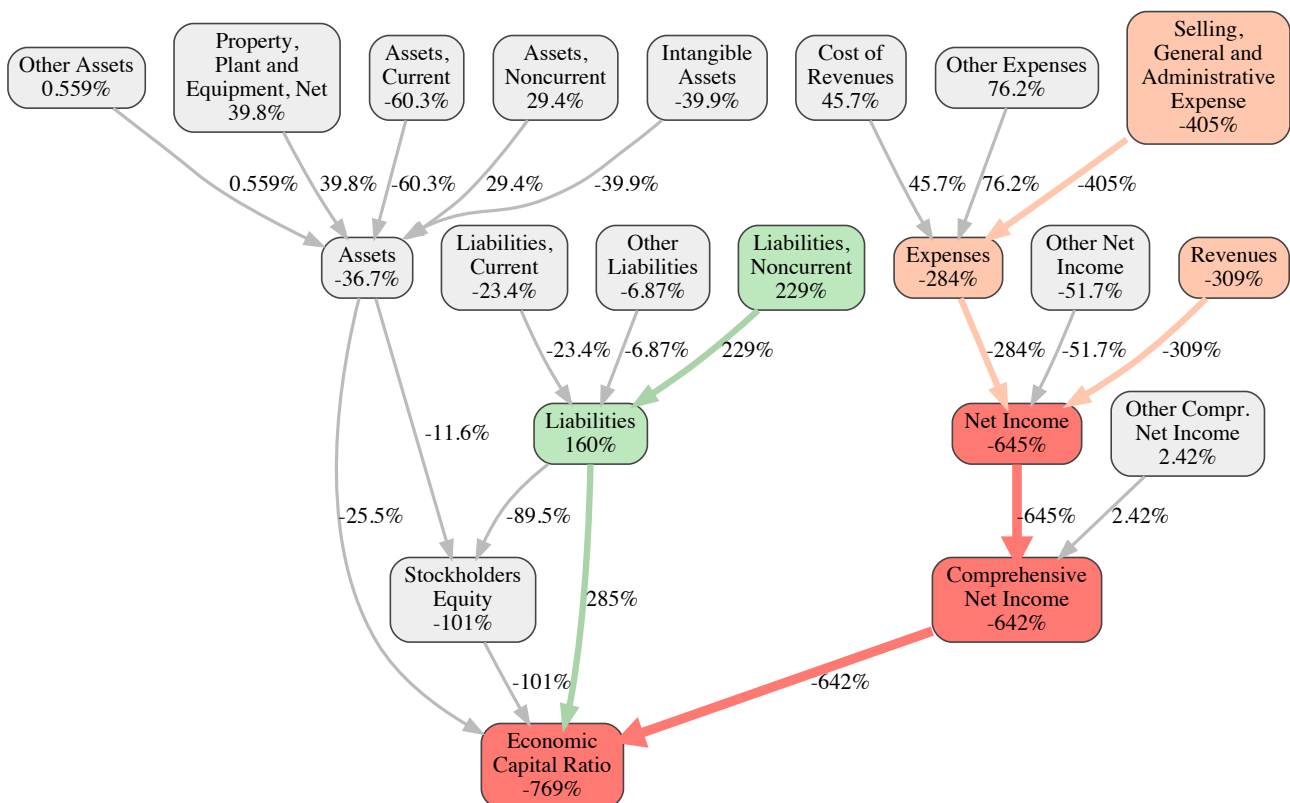 Other Assets
0.559%
Property,
Plant and
Equipment, Net
39.8%
Assets,
Current
-60.3%
Assets,
Noncurrent
29.4%
Intangible
Assets
-39.9%
Cost of
Revenues
45.7%
Other Expenses
76.2%
Selling,
General and
Administrative
Expense
-405%
0.559%
39.8%
-60.3%
29.4%
-39.9%
45.7%
76.2%
-405%
Assets
-36.7%
Liabilities,
Current
-23.4%
Other
Liabilities
-6.87%
Liabilities,
Noncurrent
229%
Expenses
-284%
Other Net
Income
-51.7%
Revenues
-309%
-23.4%
-6.87%
229%
-284%
-51.7%
-309%
-11.6%
Liabilities
160%
Net Income
-645%
Other Compr.
Net Income
2.42%
-25.5%
-89.5%
-645%
2.42%
Stockholders
Equity
-101%
285%
Comprehensive
Net Income
-642%
-101%
-642%
Economic
Capital Ratio
-769%